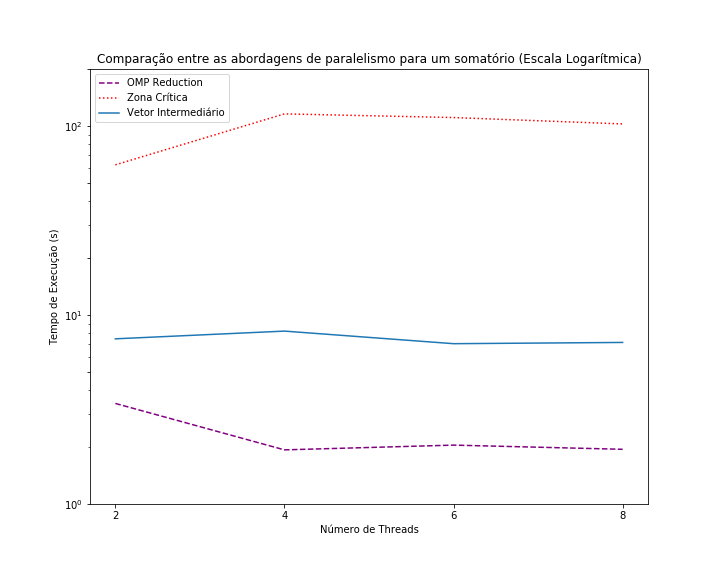 Comparação entre as abordagens de paralelismo para um somatório (Escala Logarítmica)
OMP Reduction
Zona Crítica
Vetor Intermediário
10²
10¹
10⁰
Tempo de Execução (s)
2 4 6 8
Número de Threads